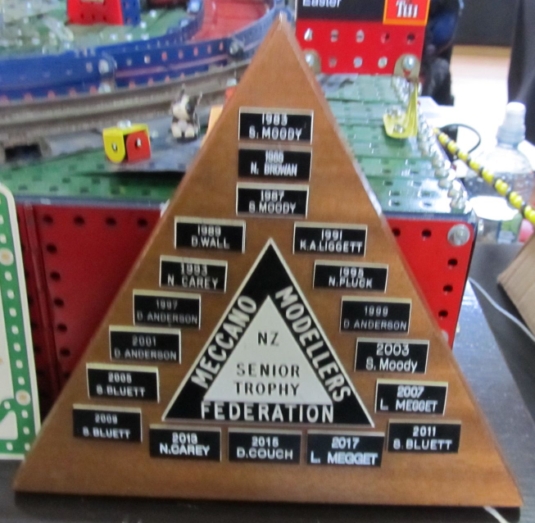 Easter
1983
S. MOODY
N. BROWAN
1987
B. MOODY
1989
D. WALL
1991
K.A. LIGGETT
1993
N. CAREY
1995
N. PLUCK
1997
D. ANDERSON
1999
D. ANDERSON
2001
D. ANDERSON
2003
S. Moody
2005
S. BLUETT
2007
L. MEGGET
2009
S. BLUETT
2011
S. BLUETT
2013
N. CAREY
2015
D. COUCH
2017
L. MEGGET
MECCANO
MODELLERS
FEDERATION
NZ
SENIOR
TROPHY